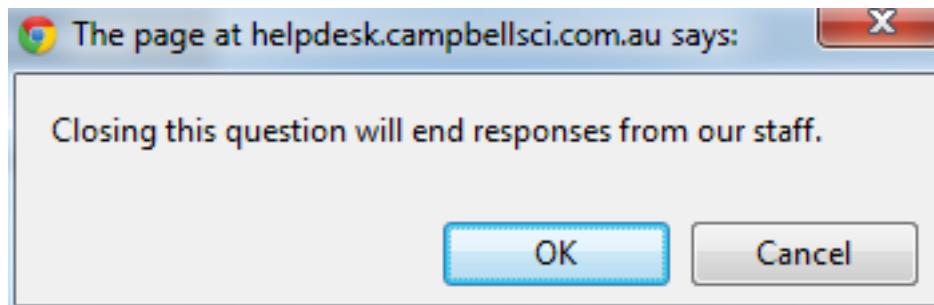 The page at helpdesk.campbellsci.com.au says:
Closing this question will end responses from our staff.
OK Cancel